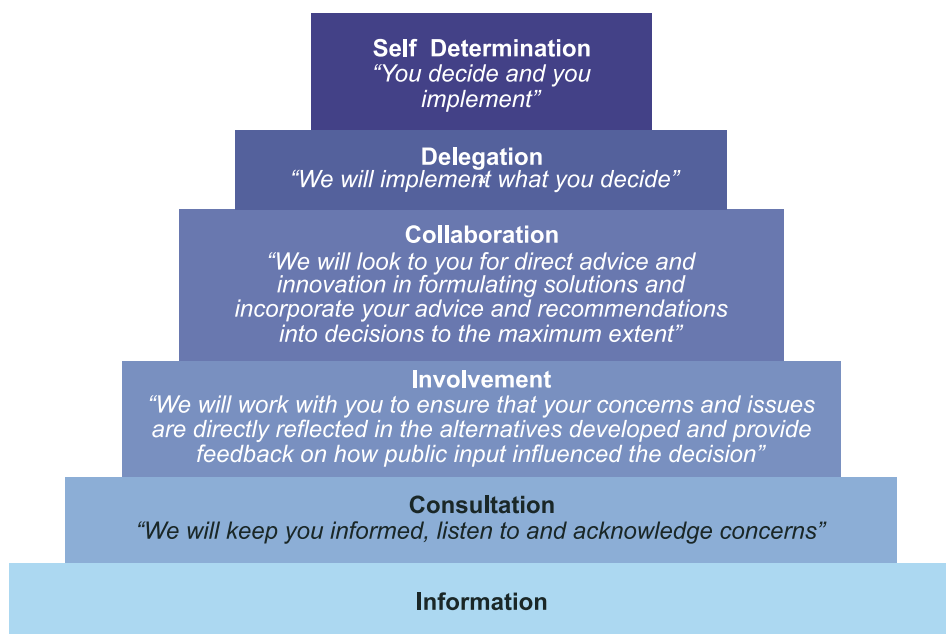 Self Determination
“You decide and you
implement”
Delegation
“We will implement what you decide”
Collaboration
“We will look to you for direct advice and
innovation in formulating solutions and
incorporate your advice and recommendations
into decisions to the maximum extent”
Involvement
“We will work with you to ensure that your concerns and issues
are directly reflected in the alternatives developed and provide
feedback on how public input influenced the decision”
Consultation
“We will keep you informed, listen to and acknowledge concerns”
Information